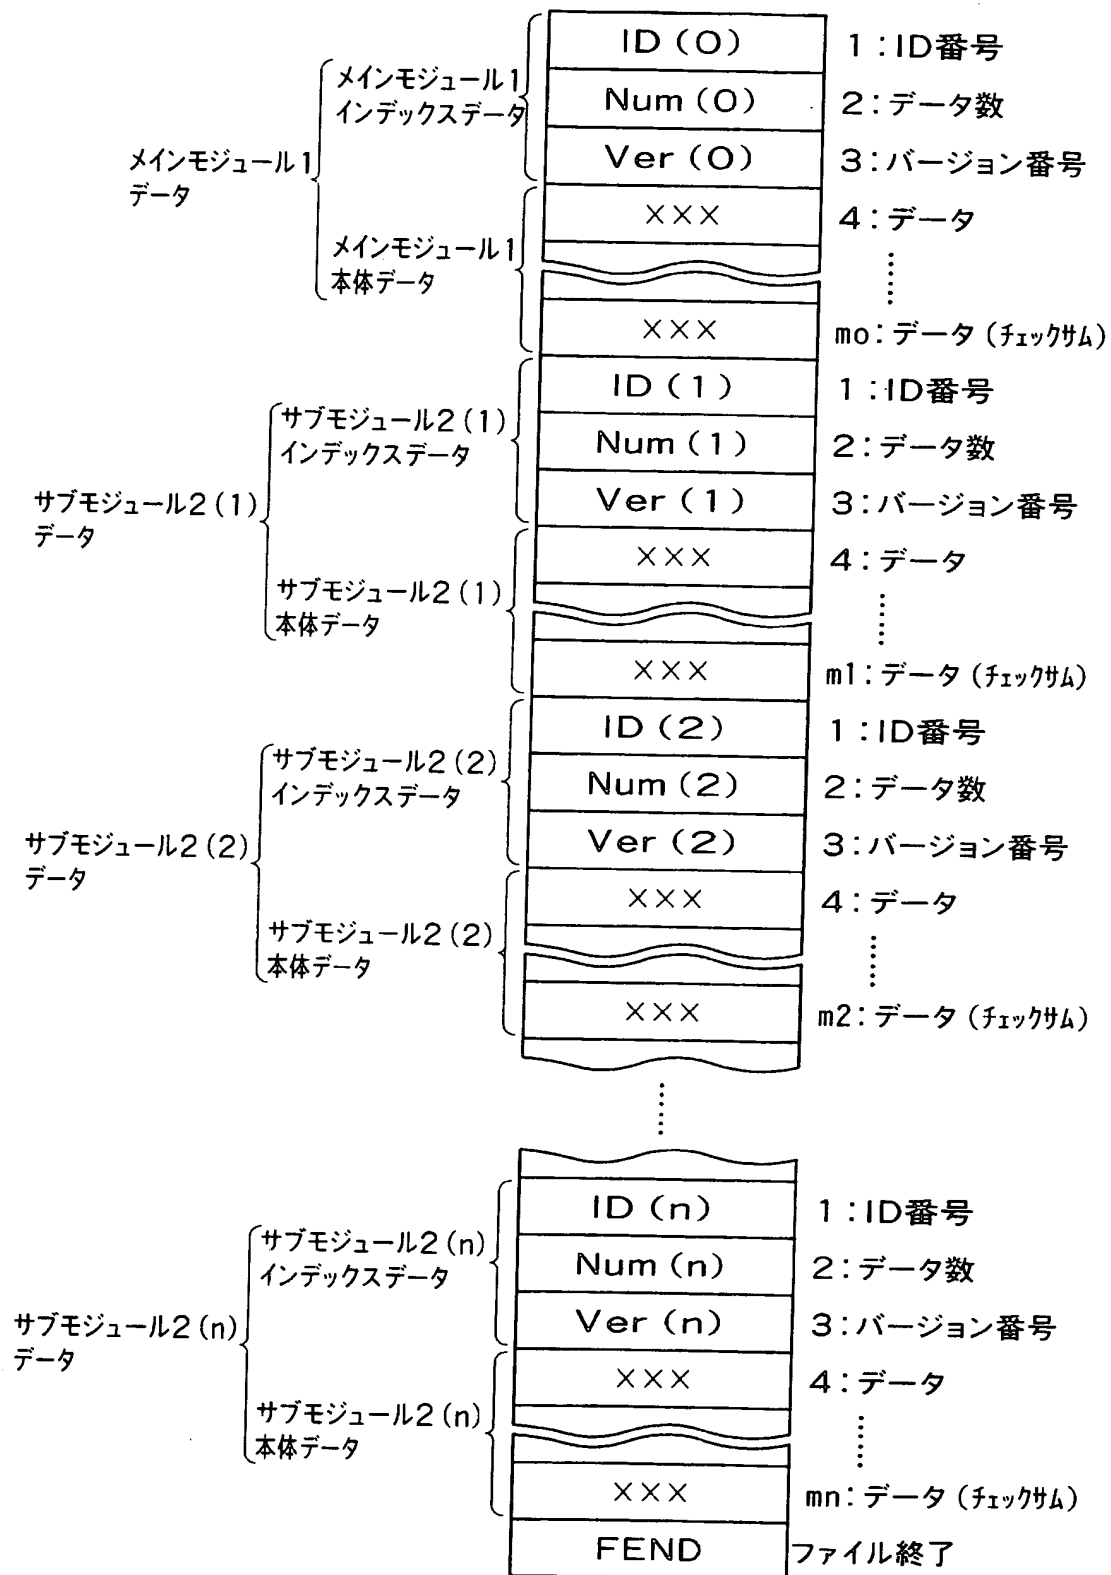 ID(0) 1:ID番号
メインモジュール1
インデックスデータ
Num(0) 2:データ数
メインモジュール1
データ
Ver(0) 3:バージョン番号
××× 4:データ
メインモジュール1
本体データ
××× mo:データ(チェックサム)
ID(1) 1:ID番号
サブモジュール2(1)
インデックスデータ
Num(1) 2:データ数
サブモジュール2(1)
データ
Ver(1) 3:バージョン番号
××× 4:データ
サブモジュール2(1)
本体データ
××× m1:データ(チェックサム)
ID(2) 1:ID番号
サブモジュール2(2)
インデックスデータ
Num(2) 2:データ数
サブモジュール2(2)
データ
Ver(2) 3:バージョン番号
××× 4:データ
サブモジュール2(2)
本体データ
××× m2:データ(チェックサム)
ID(n) 1:ID番号
サブモジュール2(n)
インデックスデータ
Num(n) 2:データ数
サブモジュール2(n)
データ
Ver(n) 3:バージョン番号
××× 4:データ
サブモジュール2(n)
本体データ
××× mn:データ(チェックサム)
FEND ファイル終了